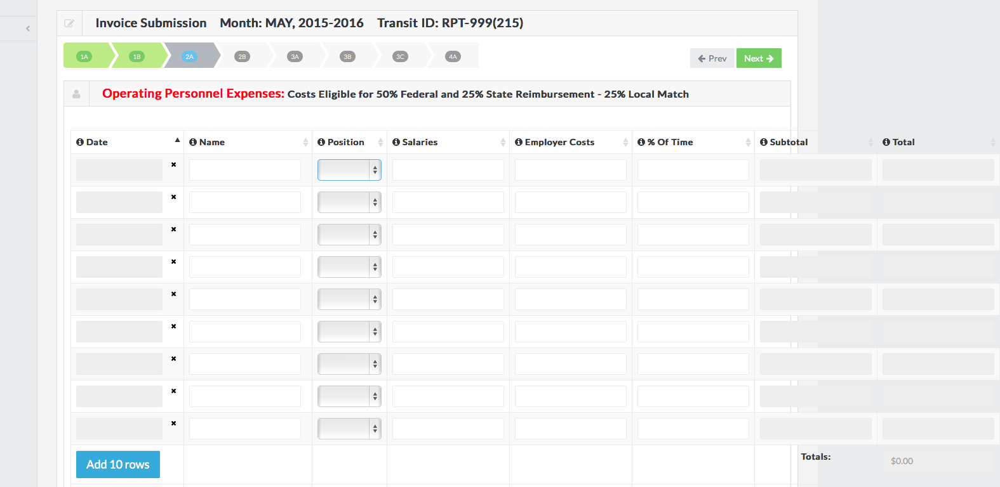 Invoice Submission Month: MAY, 2015-2016 Transit ID: RPT-999(215)
1A 1B 2A 2B 3A 3B 3C 4A
Prev Next
Operating Personnel Expenses: Costs Eligible for 50% Federal and 25% State Reimbursement - 25% Local Match
Date Name Position Salaries Employer Costs % Of Time Subtotal Total
Add 10 rows Totals: $0.00